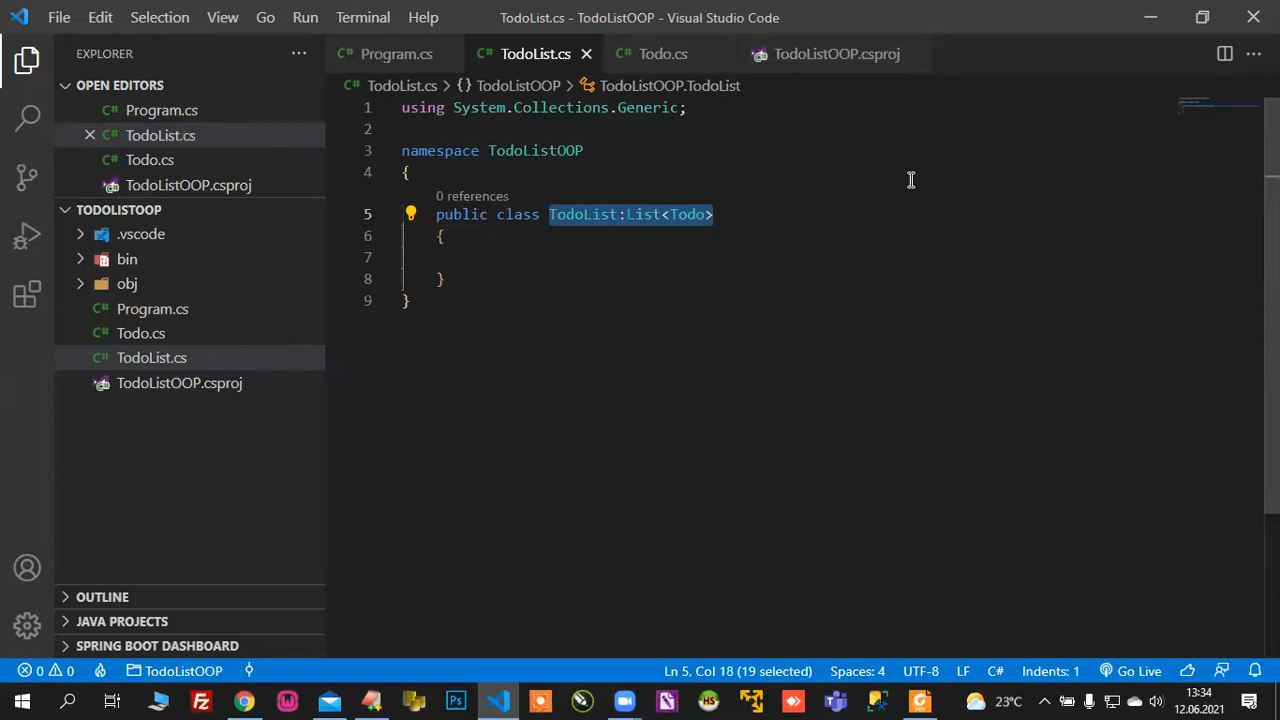 File Edit Selection View Go Run Terminal Help TodoList.cs - TodoListOOP - Visual Studio Code
EXPLORER
OPEN EDITORS
Program.cs
TodoList.cs
Todo.cs
TodoListOOP.csproj
TODOLISTOOP
.vscode
bin
obj
Program.cs
Todo.cs
TodoList.cs
TodoListOOP.csproj
OUTLINE
JAVA PROJECTS
SPRING BOOT DASHBOARD
Program.cs TodoList.cs Todo.cs TodoListOOP.csproj
TodoList.cs > {} TodoListOOP > TodoListOOP.TodoList
1 using System.Collections.Generic;
2
3 namespace TodoListOOP
4 {
0 references
5 public class TodoList:List<Todo>
6 {
7
8 }
9 }
0 0 TodoListOOP Ln 5, Col 18 (19 selected) Spaces: 4 UTF-8 LF C# Indents: 1 Go Live
23°C 13:34
12.06.2021